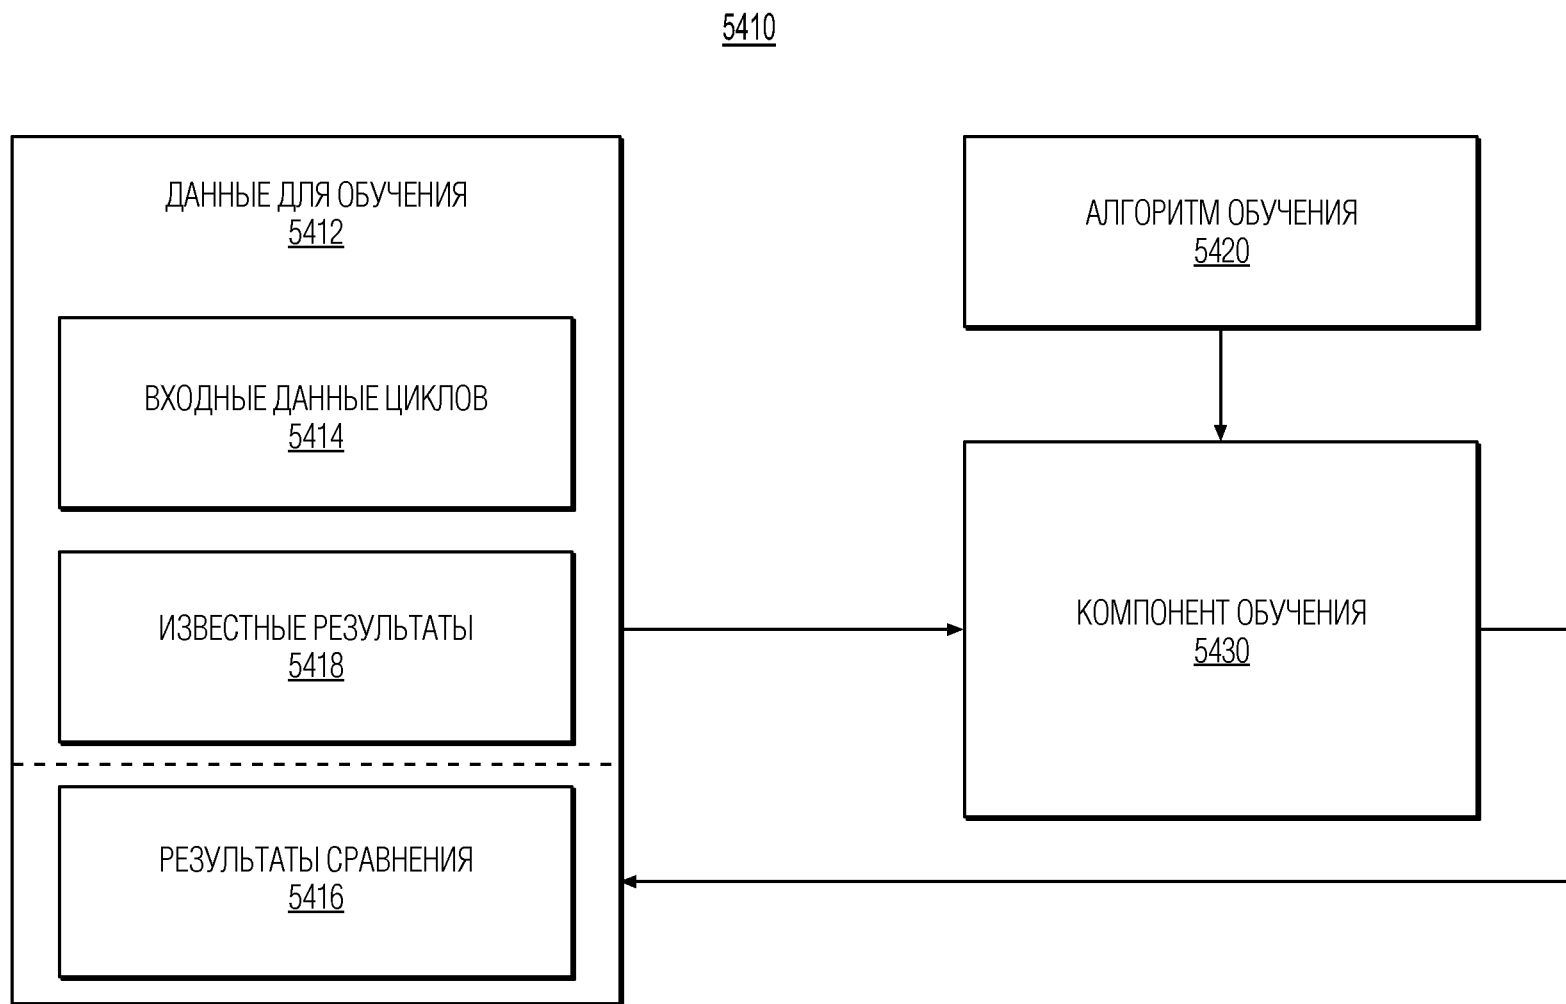 5410
ДАННЫЕ ДЛЯ ОБУЧЕНИЯ
5412
ВХОДНЫЕ ДАННЫЕ ЦИКЛОВ
5414
ИЗВЕСТНЫЕ РЕЗУЛЬТАТЫ
5418
РЕЗУЛЬТАТЫ СРАВНЕНИЯ
5416
АЛГОРИТМ ОБУЧЕНИЯ
5420
КОМПОНЕНТ ОБУЧЕНИЯ
5430